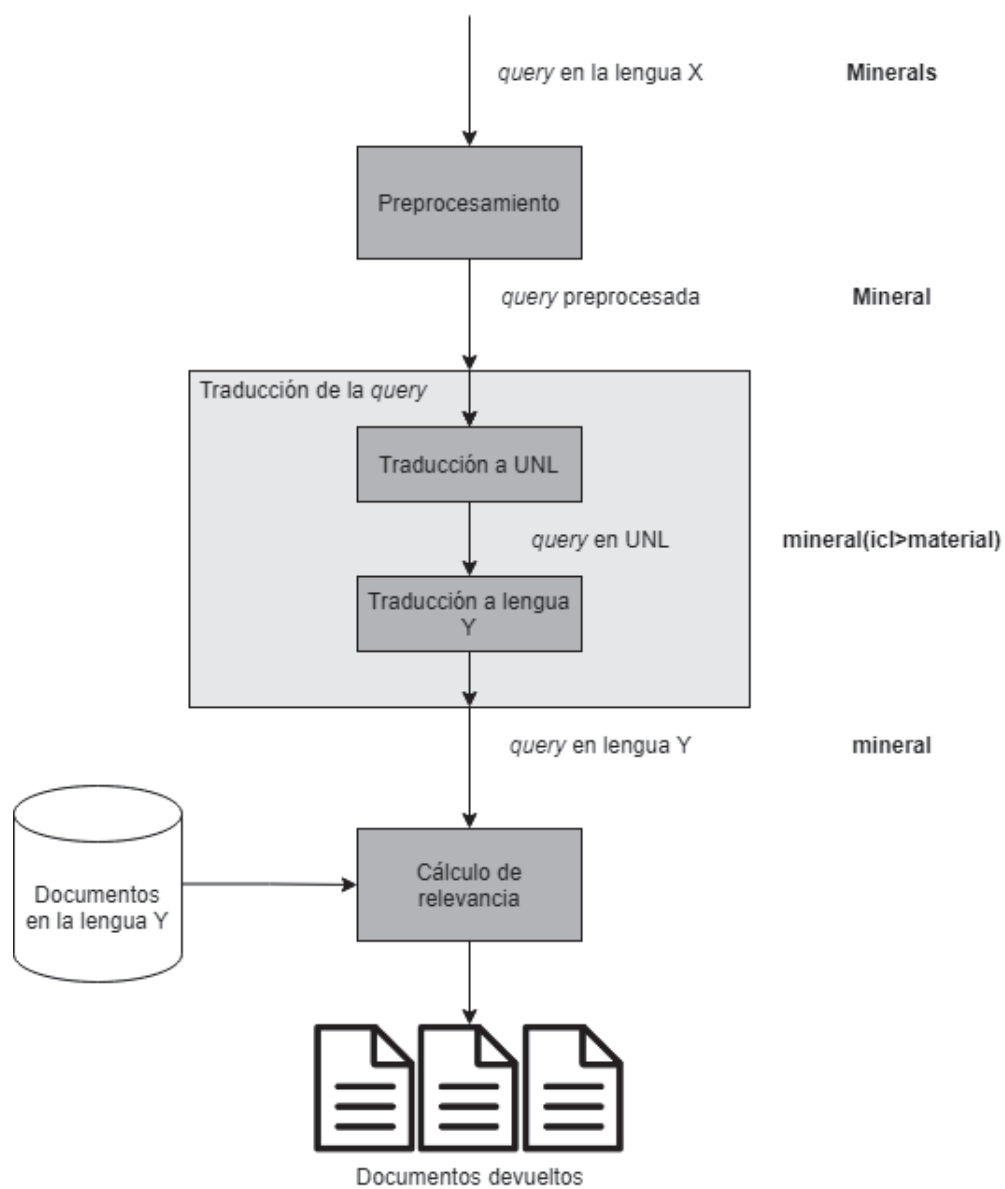 query en la lengua X
Minerals
Preprocesamiento
query preprocesada
Mineral
Traducción de la query
Traducción a UNL
query en UNL
mineral(icl>material)
Traducción a lengua
Y
query en lengua Y
mineral
Documentos
en la lengua Y
Cálculo de
relevancia
Documentos devueltos